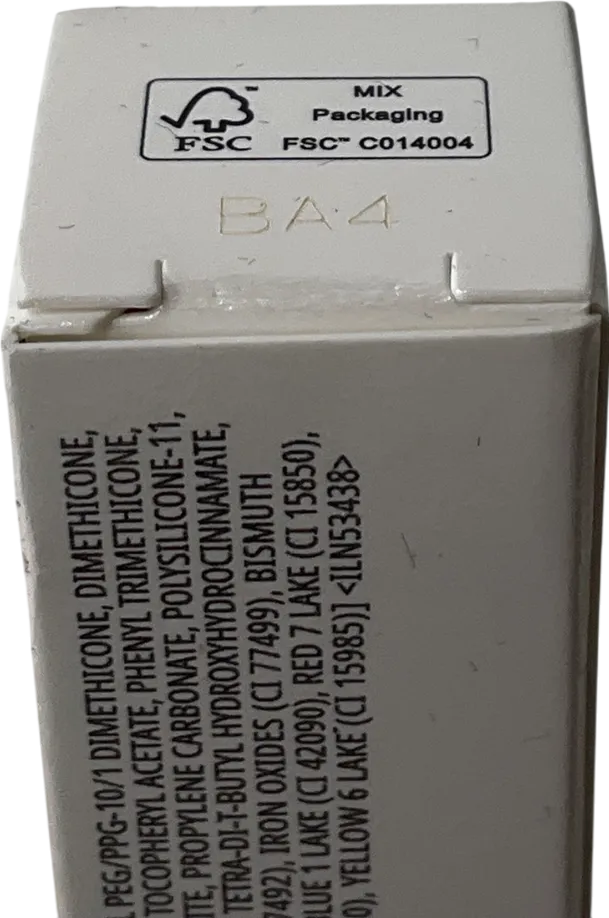 FSC™
MIX
Packaging
FSC™ C014004
BA4
PEG/PPG-10/1 DIMETHICONE, DIMETHICONE,
TOCOPHERYL ACETATE, PHENYL TRIMETHICONE,
PROPYLENE CARBONATE, POLYSILICONE-11,
TETRA-DI-T-BUTYL HYDROXYHYDROCINNAMATE,
IRON OXIDES (CI 77499), BISMUTH
1 LAKE (CI 42090), RED 7 LAKE (CI 15850),
YELLOW 6 LAKE (CI 15985)] <ILN53438>